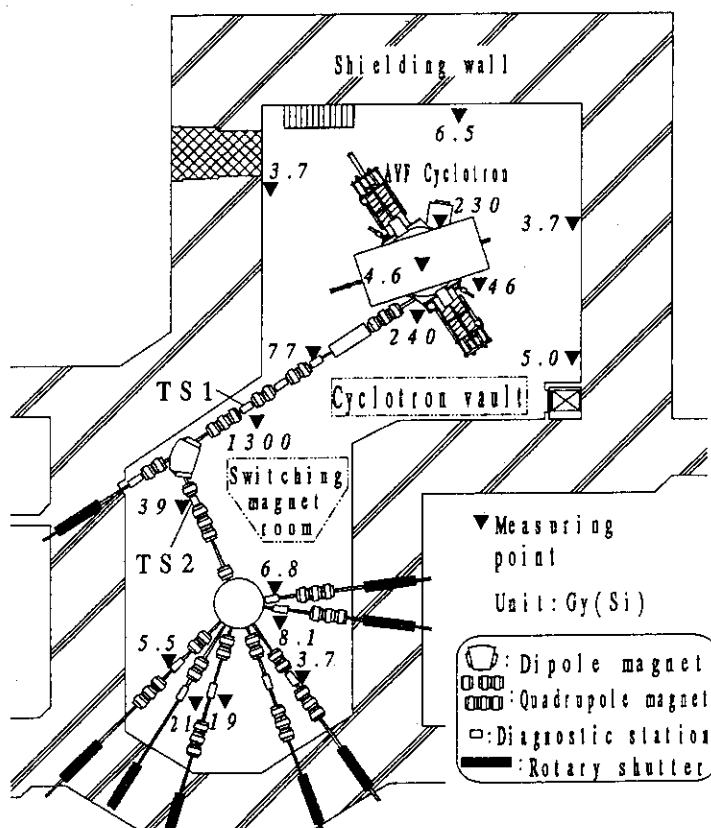 Shielding wall
6.5
3.7
AVF Cyclotron
230
3.7
4.6
46
240
77
5.0
TS1
Cyclotron vault
1300
Switching
magnet
room
39
TS2
Measuring
point
Unit: Gy(Si)
6.8
8.1
5.5
3.7
21
19
: Dipole magnet
: Quadrupole magnet
: Diagnostic station
: Rotary shutter